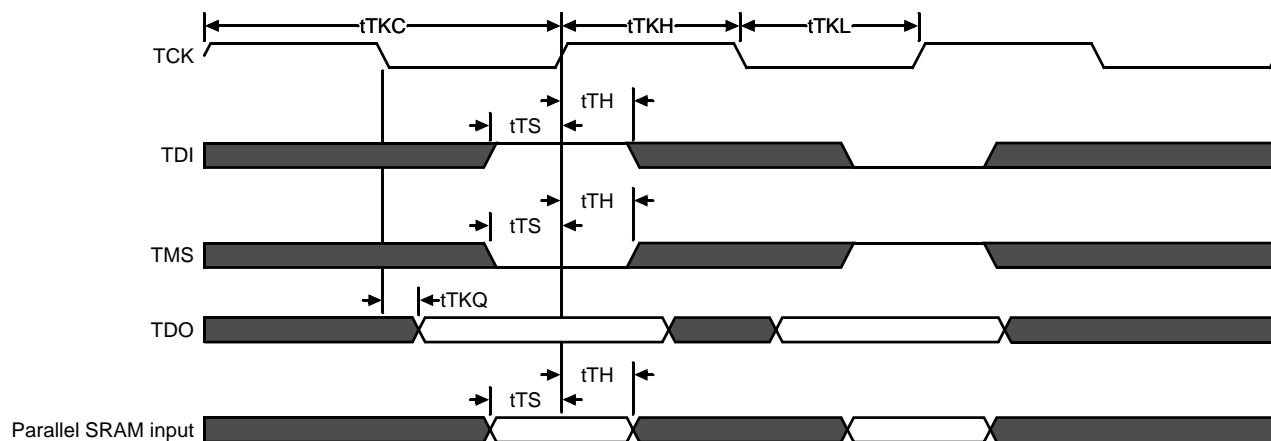 tTKC tTKH tTKL
TCK
tTH
tTS
TDI
tTH
tTS
TMS
tTKQ
TDO
tTH
tTS
Parallel SRAM input